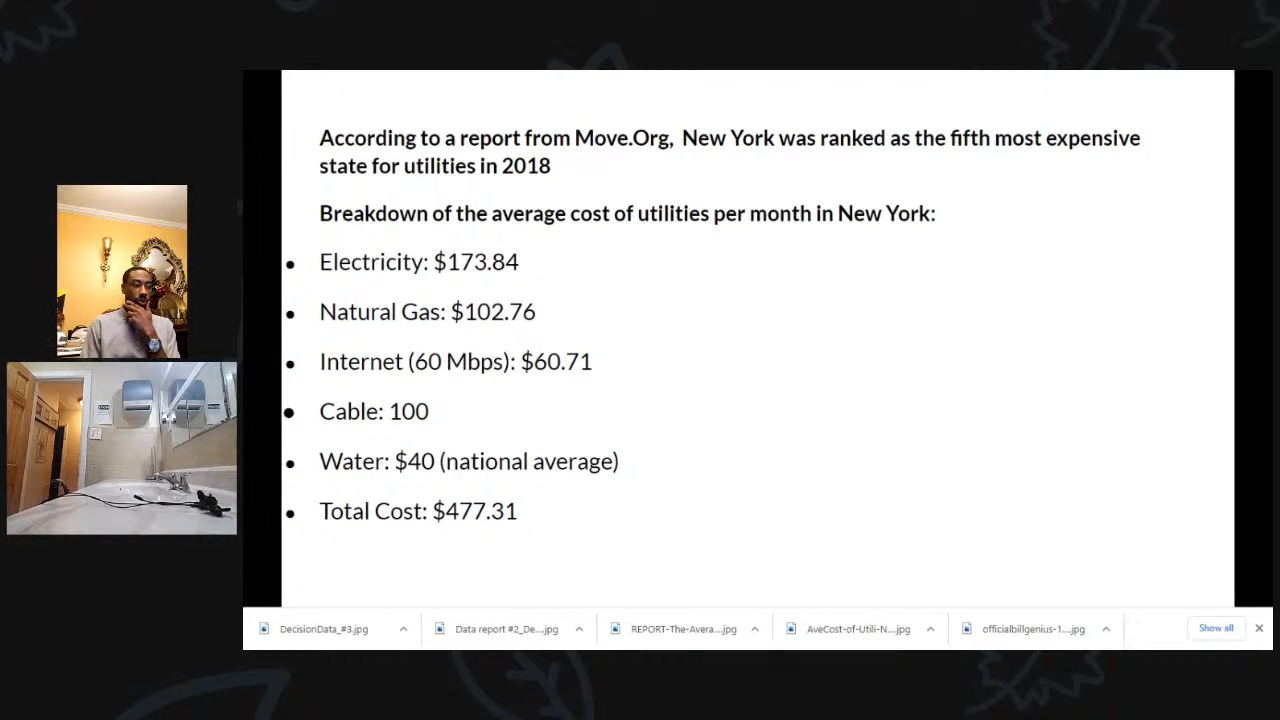 According to a report from Move.Org, New York was ranked as the fifth most expensive
state for utilities in 2018
Breakdown of the average cost of utilities per month in New York:
• Electricity: $173.84
• Natural Gas: $102.76
• Internet (60 Mbps): $60.71
• Cable: 100
• Water: $40 (national average)
• Total Cost: $477.31
DecisionData_#3.jpg
Data report #2_De....jpg
REPORT-The-Avera....jpg
AveCost-of-Utili-N....jpg
officialbillgenius-1....jpg
Show all